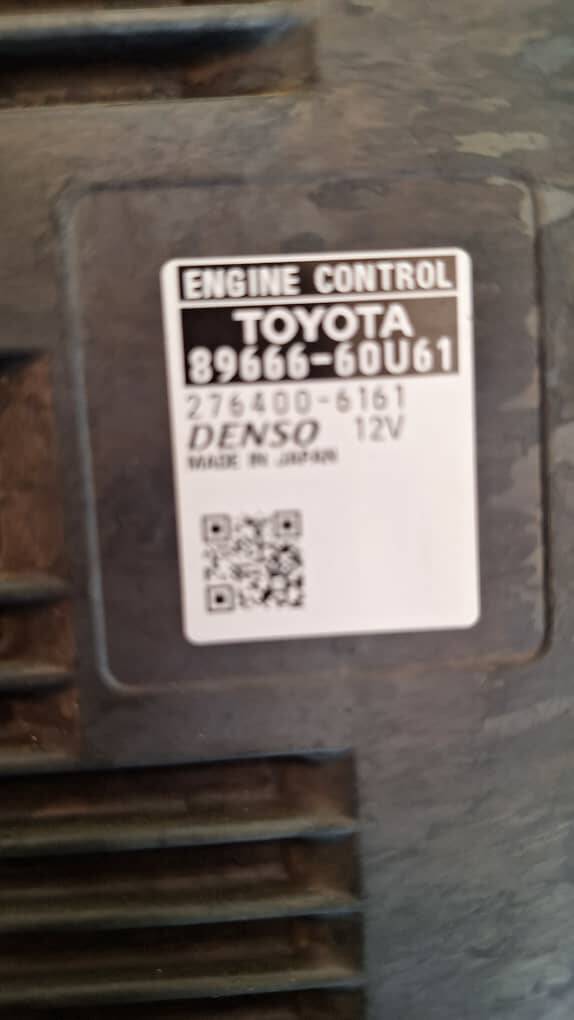 ENGINE CONTROL
TOYOTA
89666-60U61
276400-6161
DENSO 12V
MADE IN JAPAN